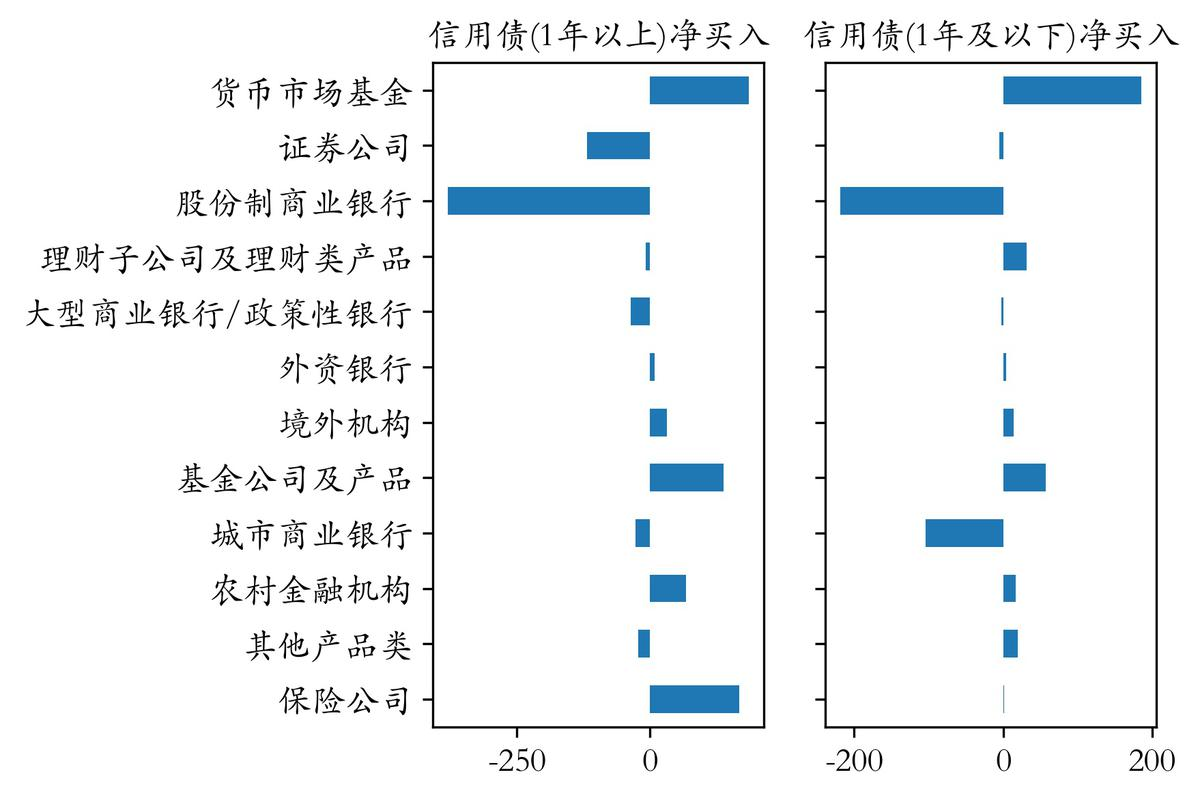 信用债(1年以上)净买入
信用债(1年及以下)净买入
货币市场基金
证券公司
股份制商业银行
理财子公司及理财类产品
大型商业银行/政策性银行
外资银行
境外机构
基金公司及产品
城市商业银行
农村金融机构
其他产品类
保险公司
-250 0
-200 0 200